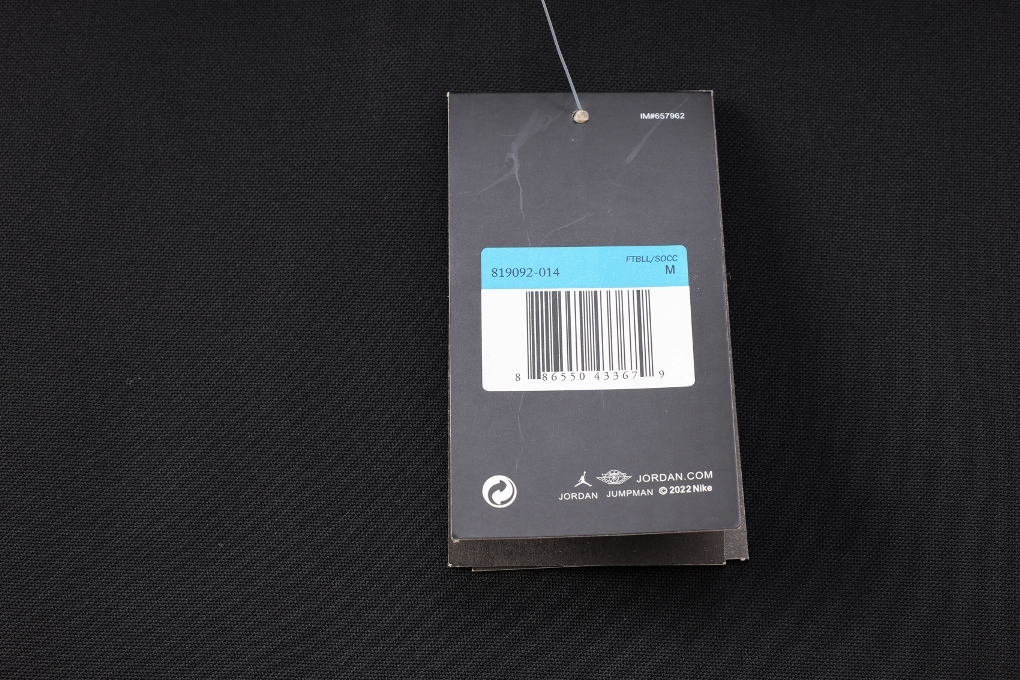 IM#657962
FTBLL/SOCC
819092-014 M
8 86550 43367 9
JORDAN.COM
JORDAN JUMPMAN © 2022 Nike